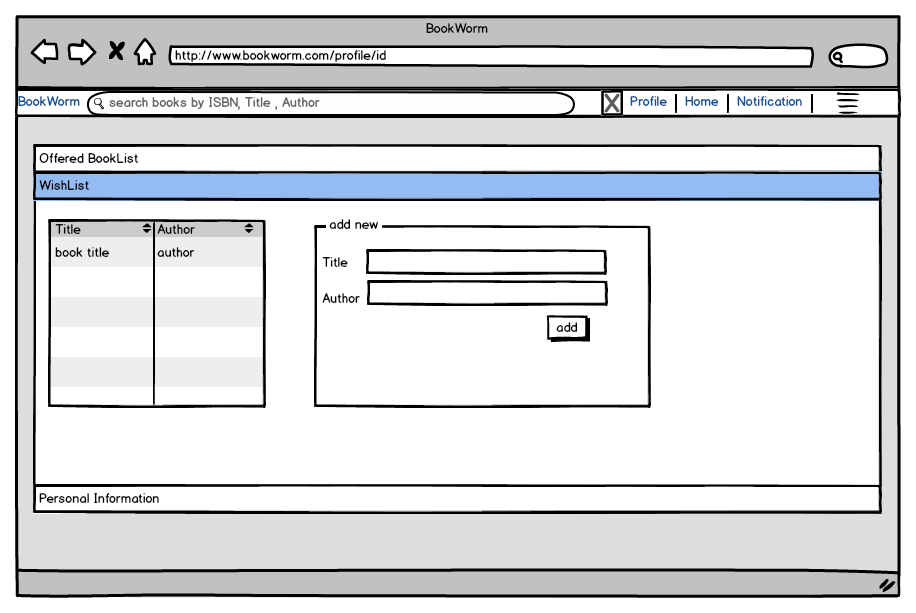 BookWorm
http://www.bookworm.com/profile/id
BookWorm search books by ISBN, Title , Author Profile Home Notification
Offered BookList
WishList
Title Author
book title author
add new
Title
Author
add
Personal Information